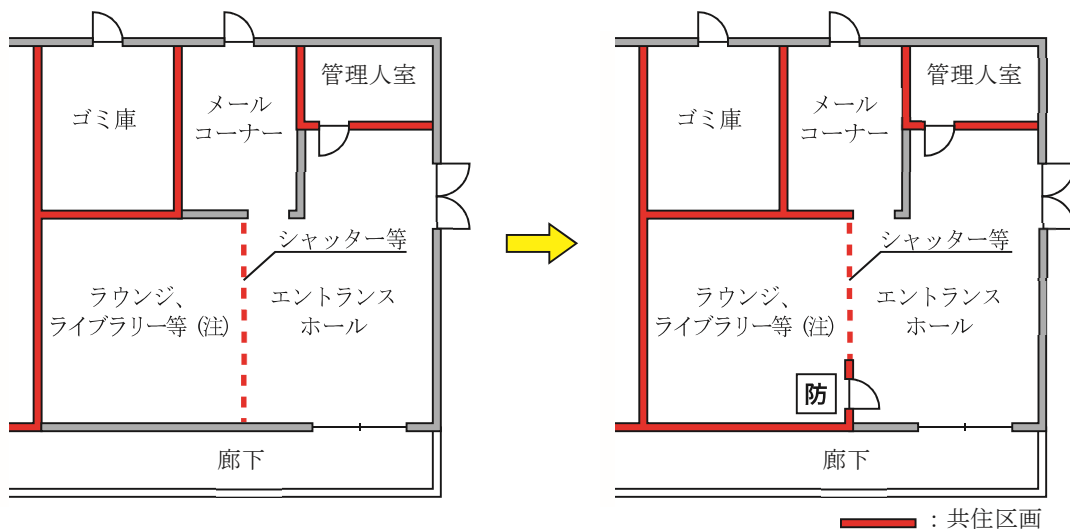 ゴミ庫
メール
コーナー
管理人室
シャッター等
ラウンジ、
ライブラリー等(注)
エントランス
ホール
廊下
ゴミ庫
メール
コーナー
管理人室
シャッター等
ラウンジ、
ライブラリー等(注)
エントランス
ホール
防
廊下
:共住区画